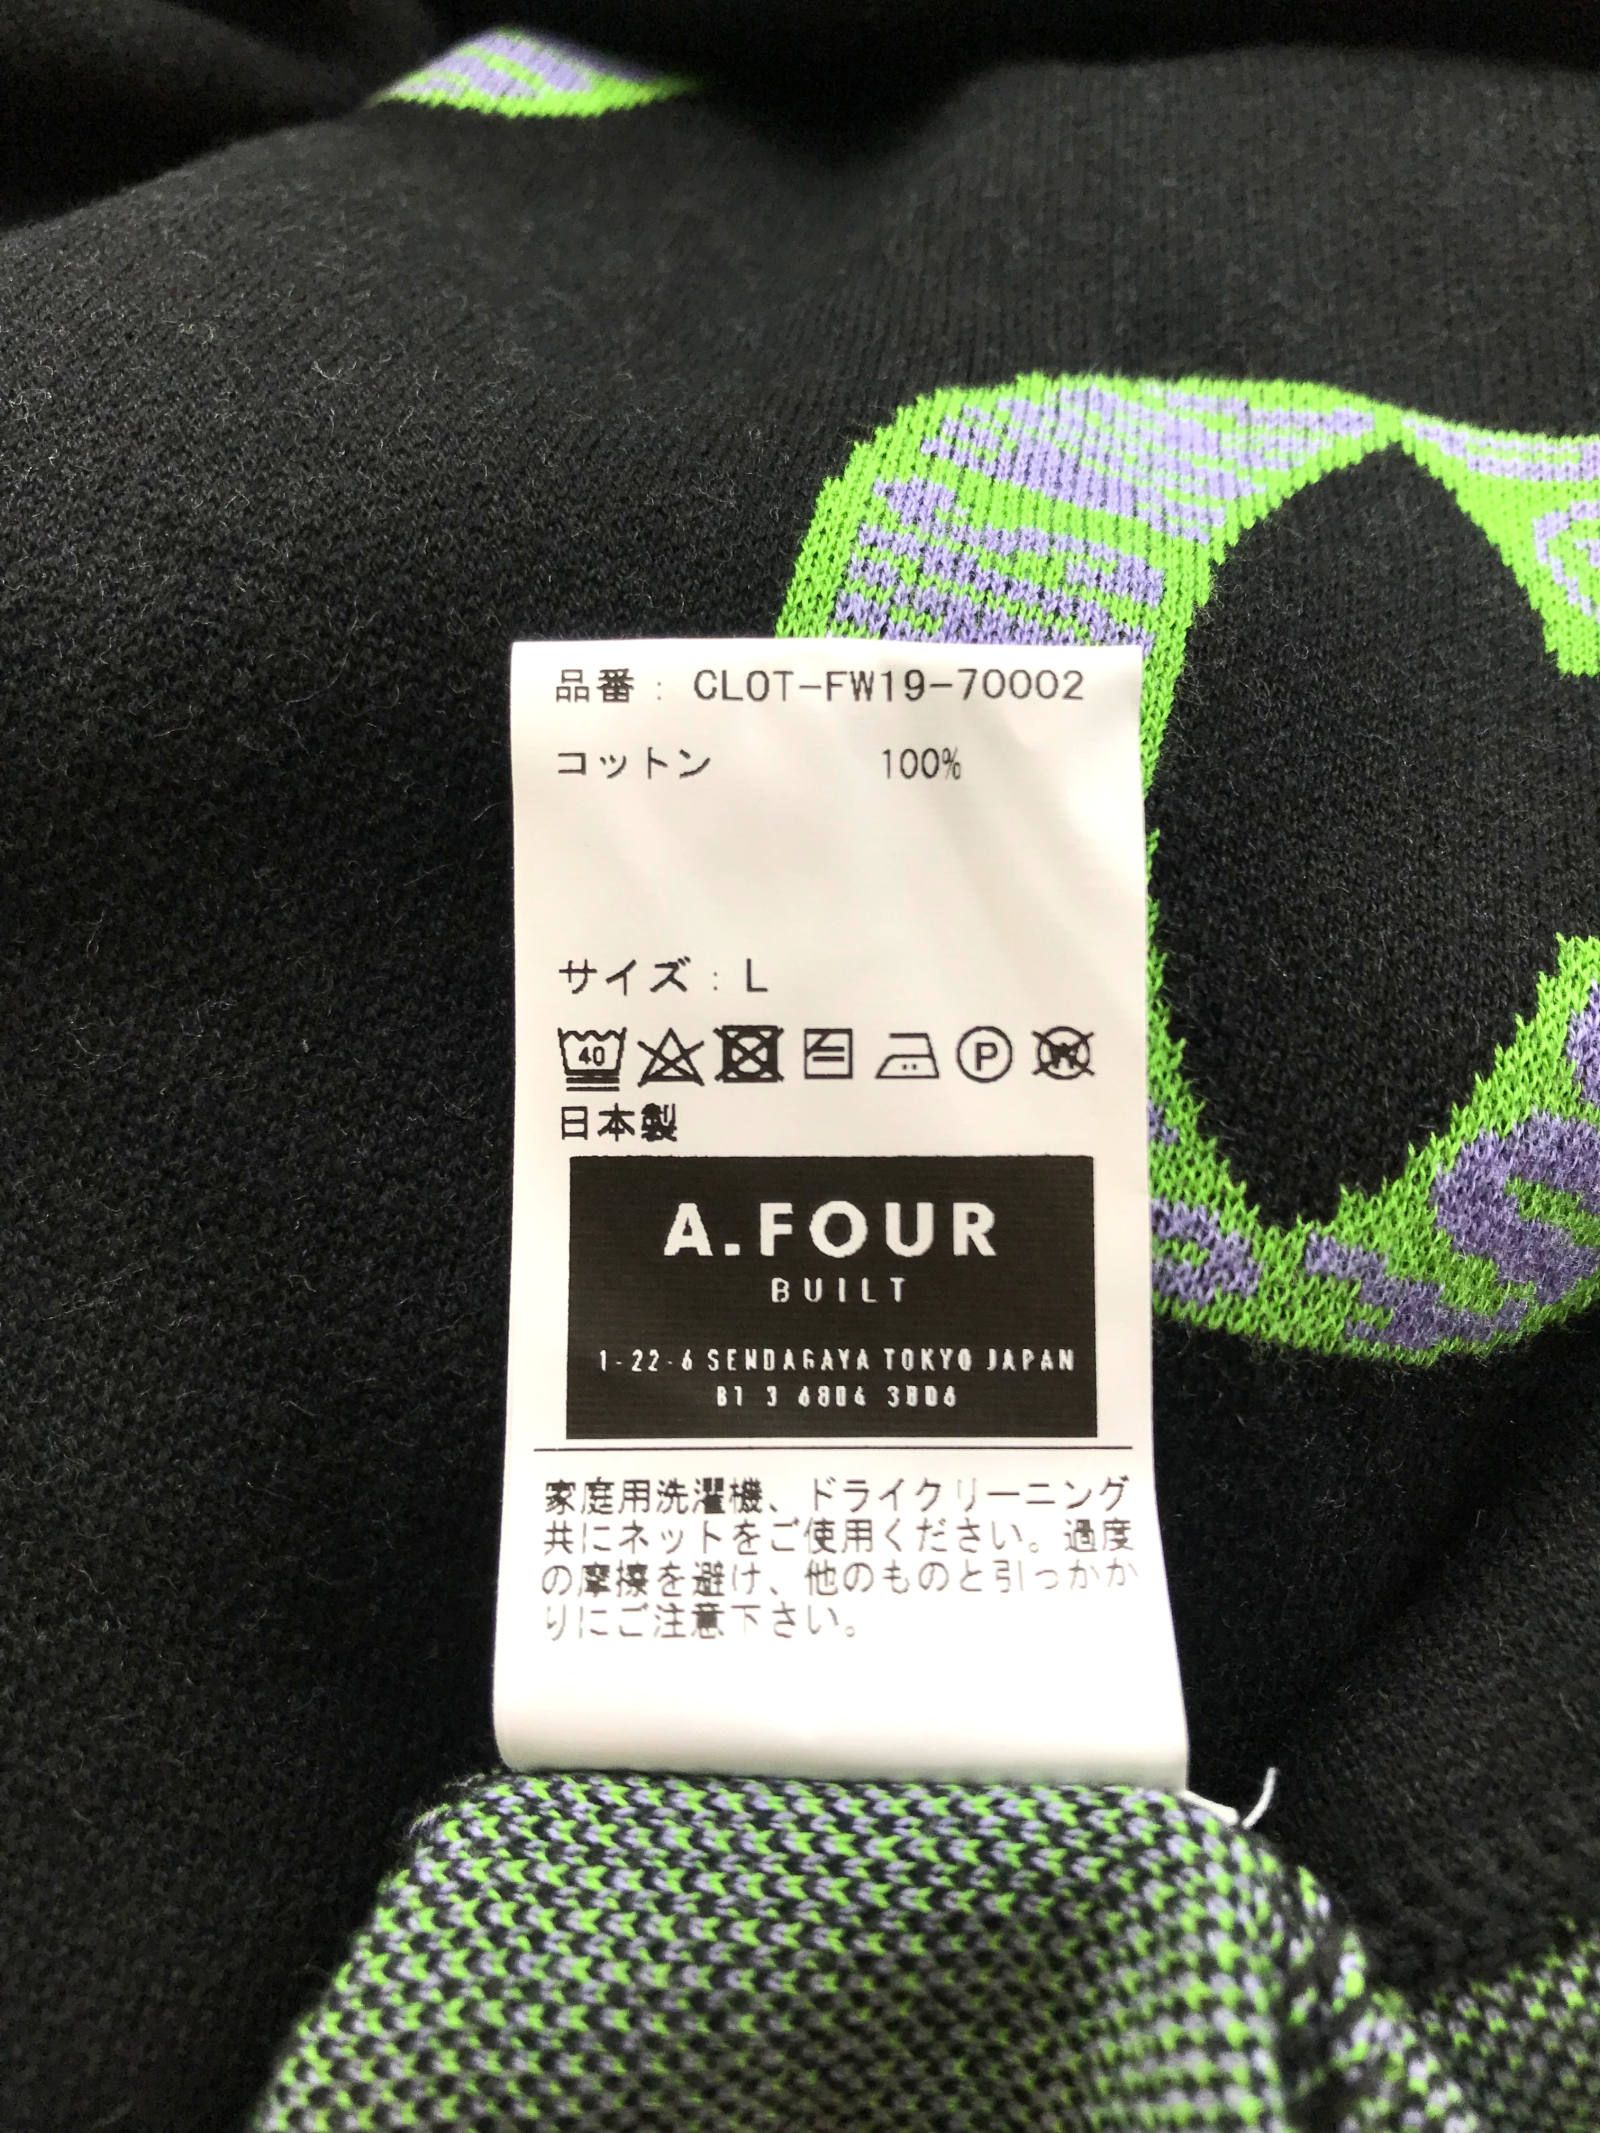 品番： CLOT-FW19-70002
コットン 100%
サイズ：L
40 P W
日本製
A.FOUR
BUILT
1-22-6 SENDAGAYA TOKYO JAPAN
家庭用洗濯機、ドライクリーニング
共にネットをご使用ください。過度
の摩擦を避け、他のものと引っかか
りにご注意下さい。